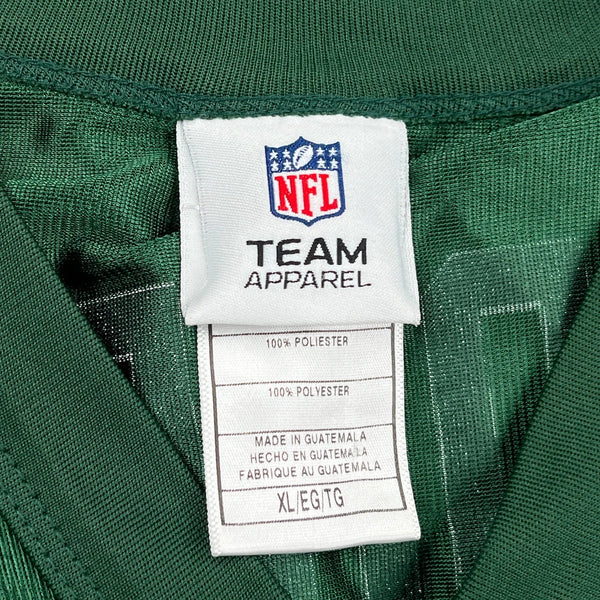 NFL
TEAM
APPAREL
100% POLIESTER
100% POLYESTER
MADE IN GUATEMALA
HECHO EN GUATEMALA
FABRIQUE AU GUATEMALA
XL/EG/TG